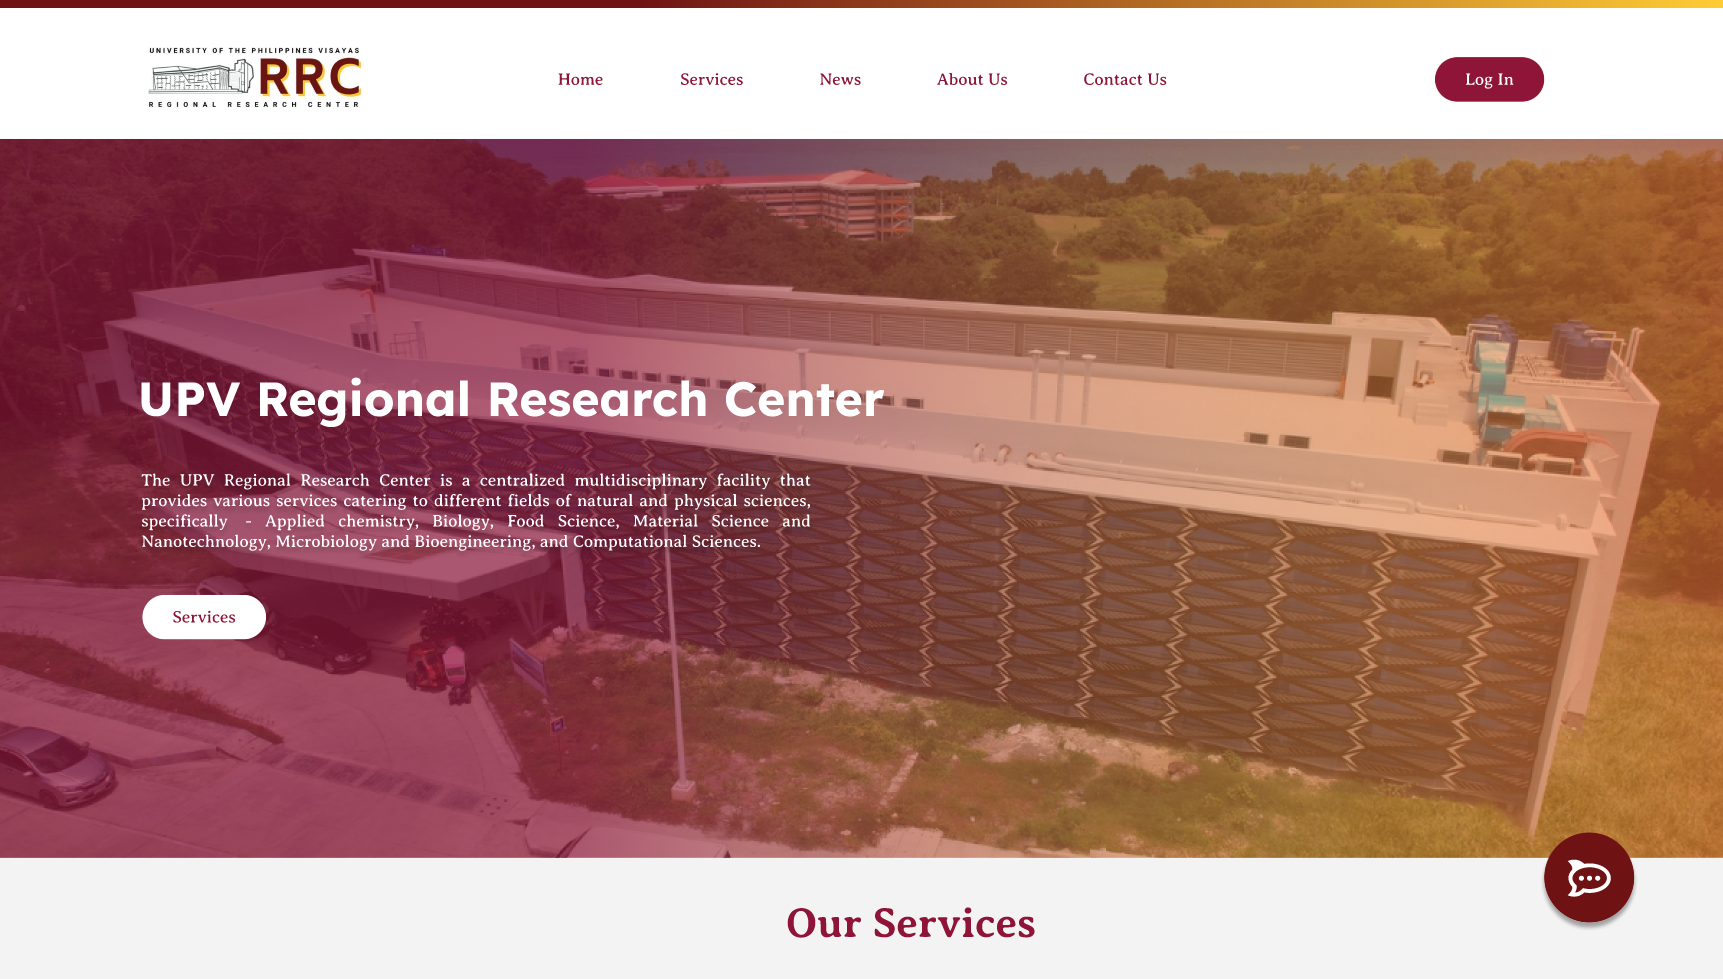 UNIVERSITY OF THE PHILIPPINES VISAYAS
RRC
REGIONAL RESEARCH CENTER
Home
Services
News
About Us
Contact Us
Log In
UPV Regional Research Center
The UPV Regional Research Center is a centralized multidisciplinary facility that
provides various services catering to different fields of natural and physical sciences,
specifically - Applied chemistry, Biology, Food Science, Material Science and
Nanotechnology, Microbiology and Bioengineering, and Computational Sciences.
Services
Our Services